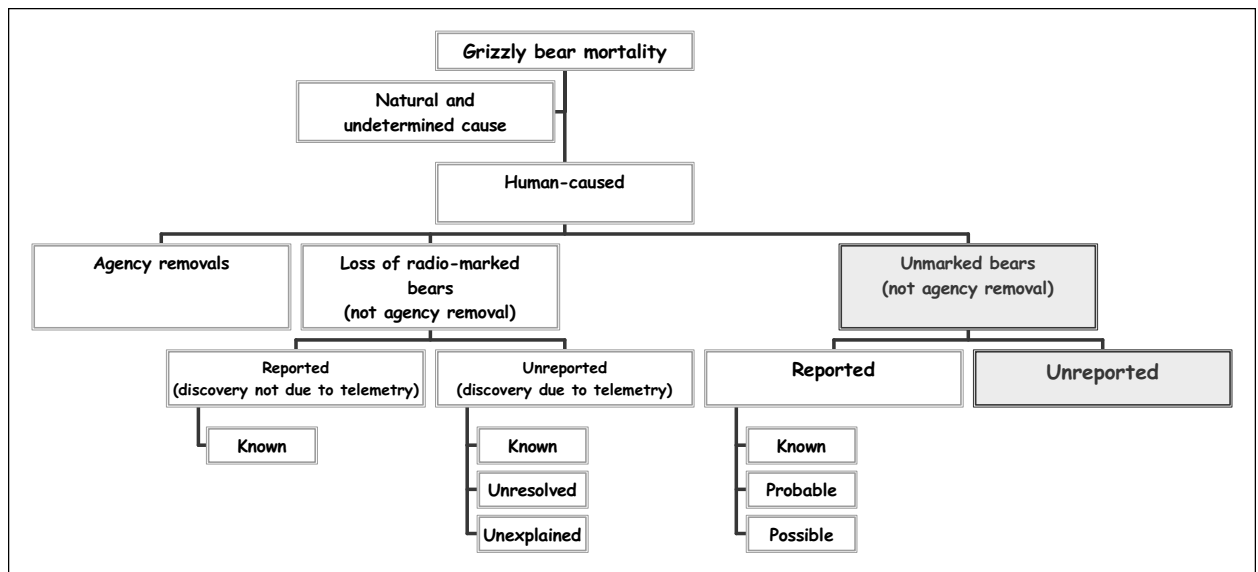 Grizzly bear mortality
Natural and
undetermined cause
Human-caused
Agency removals
Loss of radio-marked
bears
(not agency removal)
Unmarked bears
(not agency removal)
Reported
(discovery not due to telemetry)
Unreported
(discovery due to telemetry)
Reported
Unreported
Known
Known
Unresolved
Unexplained
Known
Probable
Possible